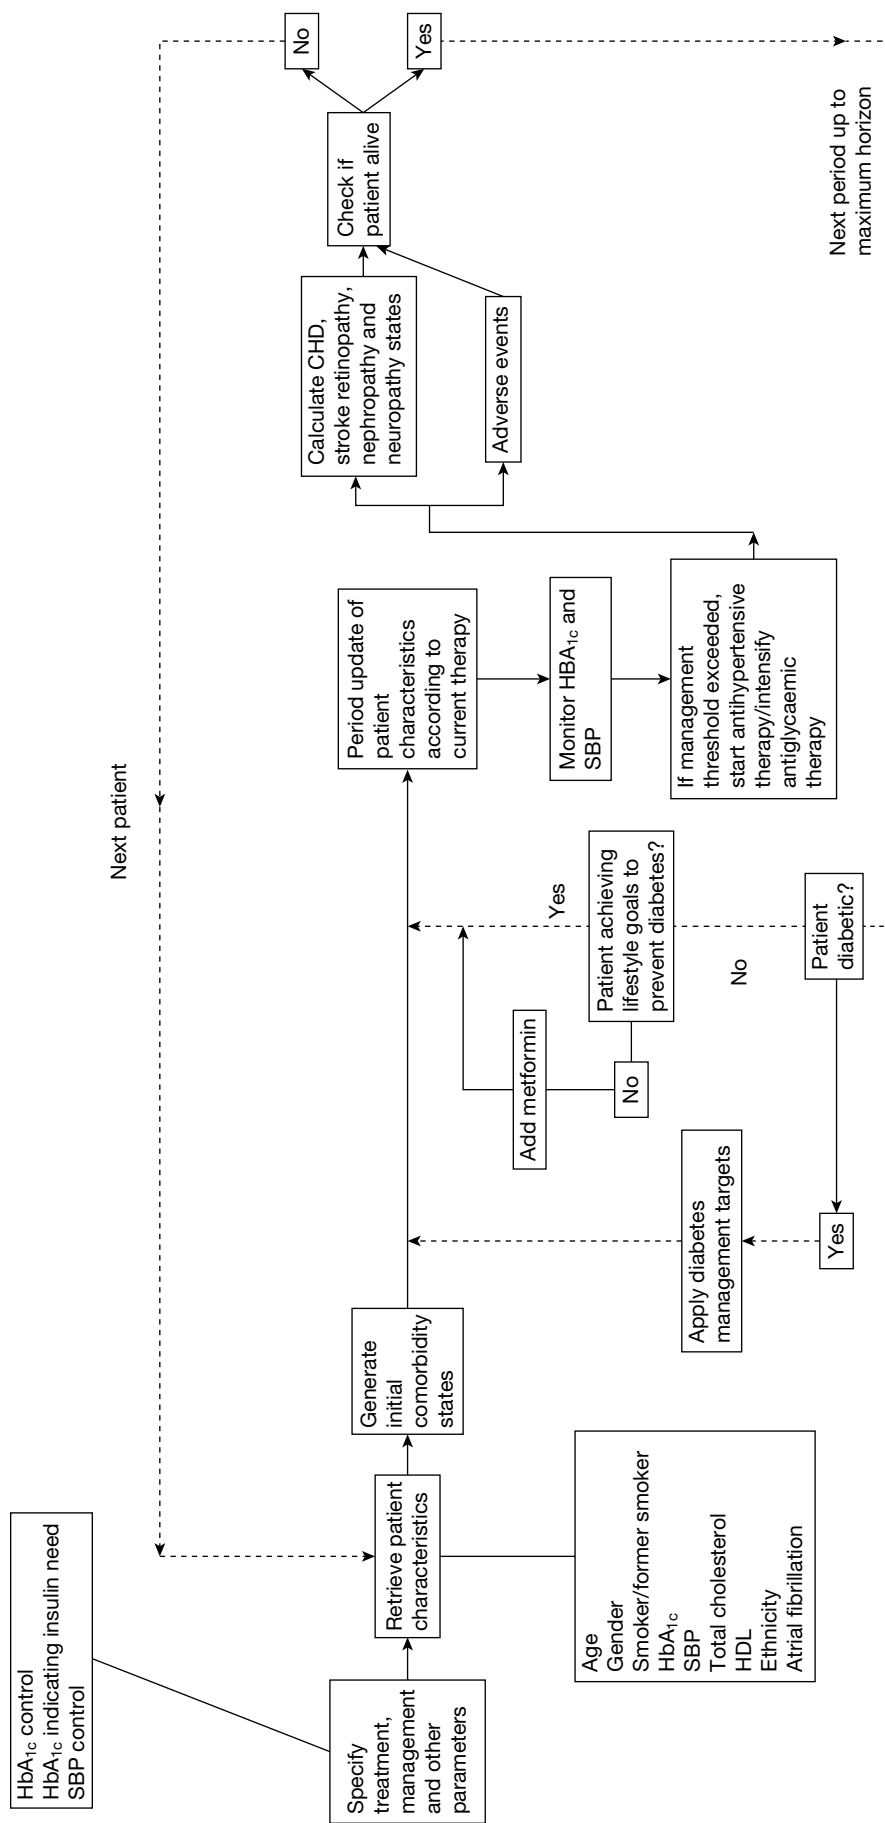 HbA1c control
HbA1c indicating insulin need
SBP control
Specify
treatment,
management
and other
parameters
Retrieve patient
characteristics
Age
Gender
Smoker/former smoker
HbA1c
SBP
Total cholesterol
HDL
Ethnicity
Atrial fibrillation
Generate
initial
comorbidity
states
Next patient
Apply diabetes
management targets
Yes
Add metformin
No
Patient achieving
lifestyle goals to
prevent diabetes?
Yes
No
Patient
diabetic?
Period update of
patient
characteristics
according to
current therapy
Monitor HBA1c and
SBP
If management
threshold exceeded,
start antihypertensive
therapy/intensify
antiglycaemic
therapy
Calculate CHD,
stroke retinopathy,
nephropathy and
neuropathy states
Adverse events
Check if
patient alive
No
Yes
Next period up to
maximum horizon